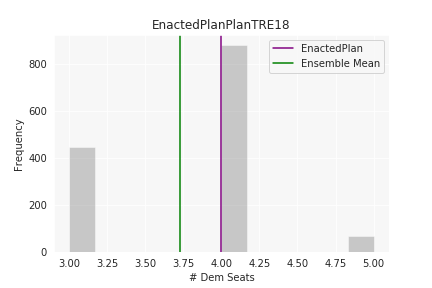 EnactedPlanPlanTRE18
EnactedPlan
Ensemble Mean
Frequency
800
600
400
200
0
3.00 3.25 3.50 3.75 4.00 4.25 4.50 4.75 5.00
# Dem Seats